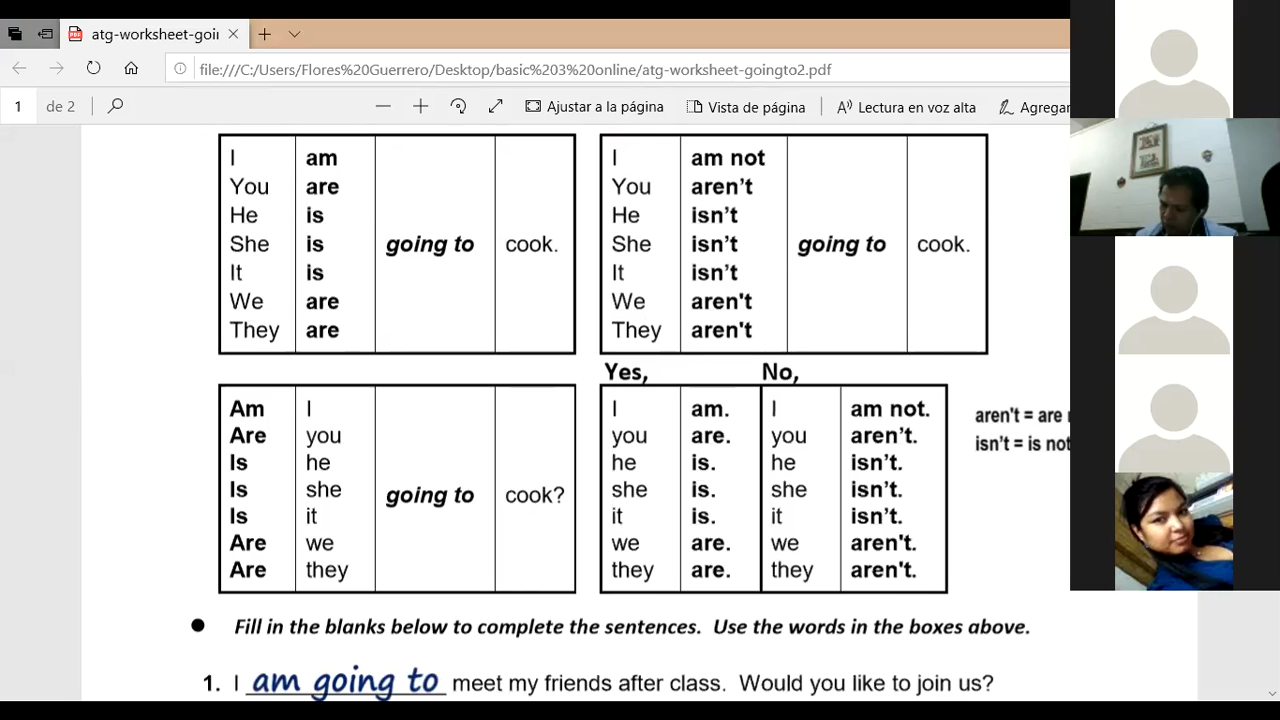 atg-worksheet-goin
file:///C:/Users/Flores%20Guerrero/Desktop/basic%203%20online/atg-worksheet-goingto2.pdf
1 de 2 Ajustar a la página Vista de página Lectura en voz alta Agregar
I am going to cook.
You are
He is
She is
It is
We are
They are
I am not going to cook.
You aren't
He isn't
She isn't
It isn't
We aren't
They aren't
Am I going to cook?
Are you
Is he
Is she
Is it
Are we
Are they
Yes, No,
I am. I am not.
you are. you aren't.
he is. he isn't.
she is. she isn't.
it is. it isn't.
we are. we aren't.
they are. they aren't.
aren't = are
isn't = is not
● Fill in the blanks below to complete the sentences. Use the words in the boxes above.
1. I am going to meet my friends after class. Would you like to join us?